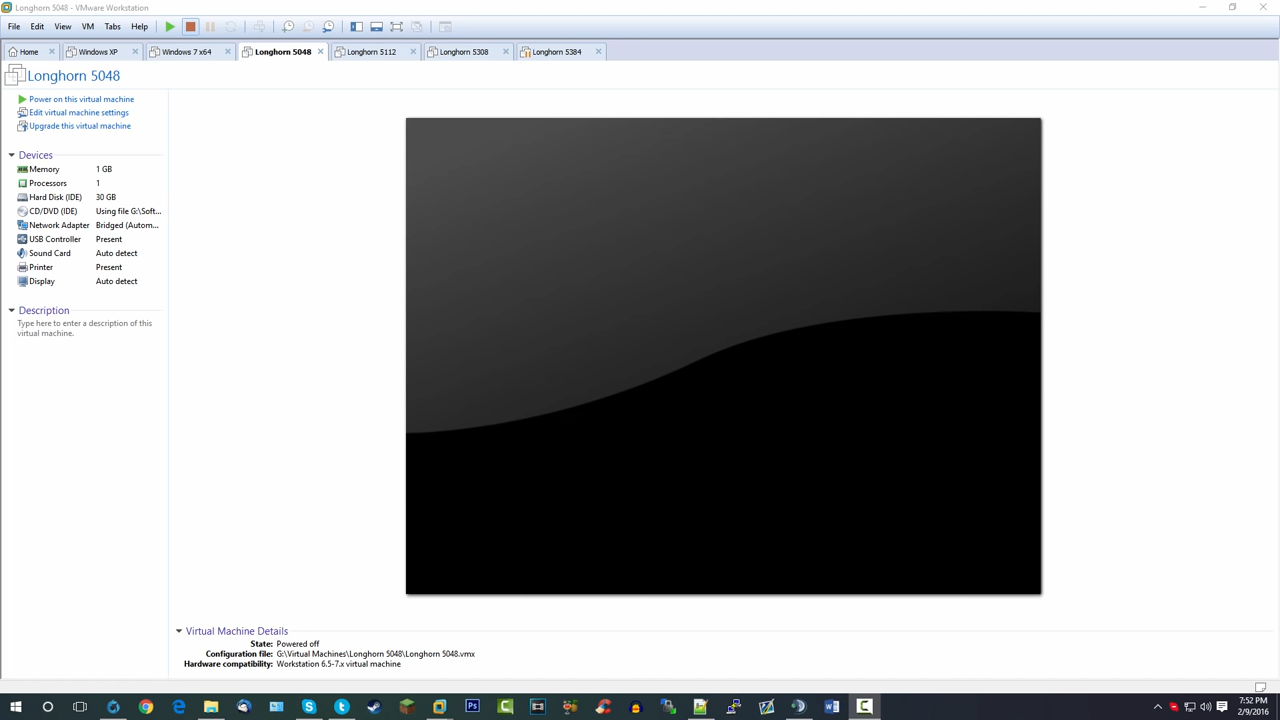 Longhorn 5048 - VMware Workstation
File Edit View VM Tabs Help
Home Windows XP Windows 7 x64 Longhorn 5048 Longhorn 5112 Longhorn 5308 Longhorn 5384
Longhorn 5048
Power on this virtual machine
Edit virtual machine settings
Upgrade this virtual machine
Devices
Memory 1 GB
Processors 1
Hard Disk (IDE) 30 GB
CD/DVD (IDE) Using file G:\Soft...
Network Adapter Bridged (Autom...
USB Controller Present
Sound Card Auto detect
Printer Present
Display Auto detect
Description
Type here to enter a description of this
virtual machine.
Virtual Machine Details
State: Powered off
Configuration file: G:\Virtual Machines\Longhorn 5048\Longhorn 5048.vmx
Hardware compatibility: Workstation 6.5-7.x virtual machine
7:52 PM
2/9/2016